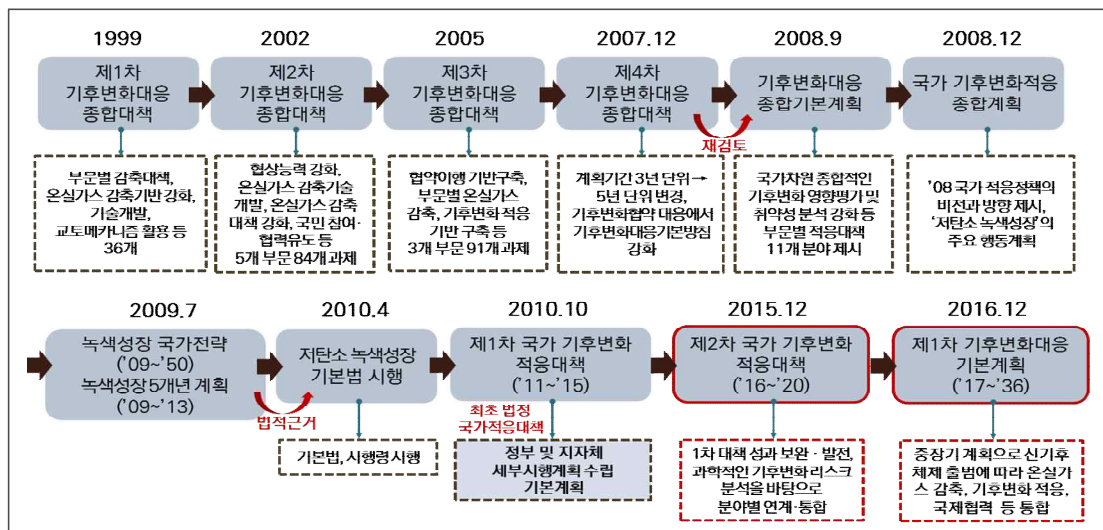 1999
2002
2005
2007.12
2008.9
2008.12
제1차
기후변화대응
종합대책
제2차
기후변화대응
종합대책
제3차
기후변화대응
종합대책
제4차
기후변화대응
종합대책
기후변화대응
종합기본계획
국가 기후변화적응
종합계획
재검토
부문별 감축대책,
온실가스 감축기반 강화,
기술개발,
교토메카니즘 활용 등
36개
협상능력 강화,
온실가스 감축기술
개발, 온실가스 감축
대책 강화, 국민 참여·
협력유도 등
5개 부문 84개 과제
협약이행 기반구축,
부문별 온실가스
감축, 기후변화 적응
기반 구축 등
3개 부문 91개 과제
계획기간 3년 단위→
5년 단위 변경,
기후변화협약 대응에서
기후변화대응기본방침
강화
국가차원 종합적인
기후변화 영향평가 및
취약성 분석 강화 등
부문별 적응대책
11개 분야 제시
'08 국가 적응정책의
비전과 방향 제시,
'저탄소 녹색성장'의
주요 행동계획
2009.7
2010.4
2010.10
2015.12
2016.12
녹색성장 국가전략
('09~'50)
녹색성장 5개년 계획
('09~'13)
저탄소 녹색성장
기본법 시행
제1차 국가 기후변화
적응대책
('11~'15)
제2차 국가 기후변화
적응대책
('16~'20)
제1차 기후변화대응
기본계획
('17~'36)
법적근거
최초 법정
국가적응대책
기본법, 시행령 시행
정부 및 지자체
세부시행계획 수립
기본계획
1차 대책 성과 보완·발전,
과학적인 기후변화 리스크
분석을 바탕으로
분야별 연계·통합
중장기 계획으로 신기후
체제 출범에 따라 온실가
스 감축, 기후변화 적응,
국제협력 등 통합